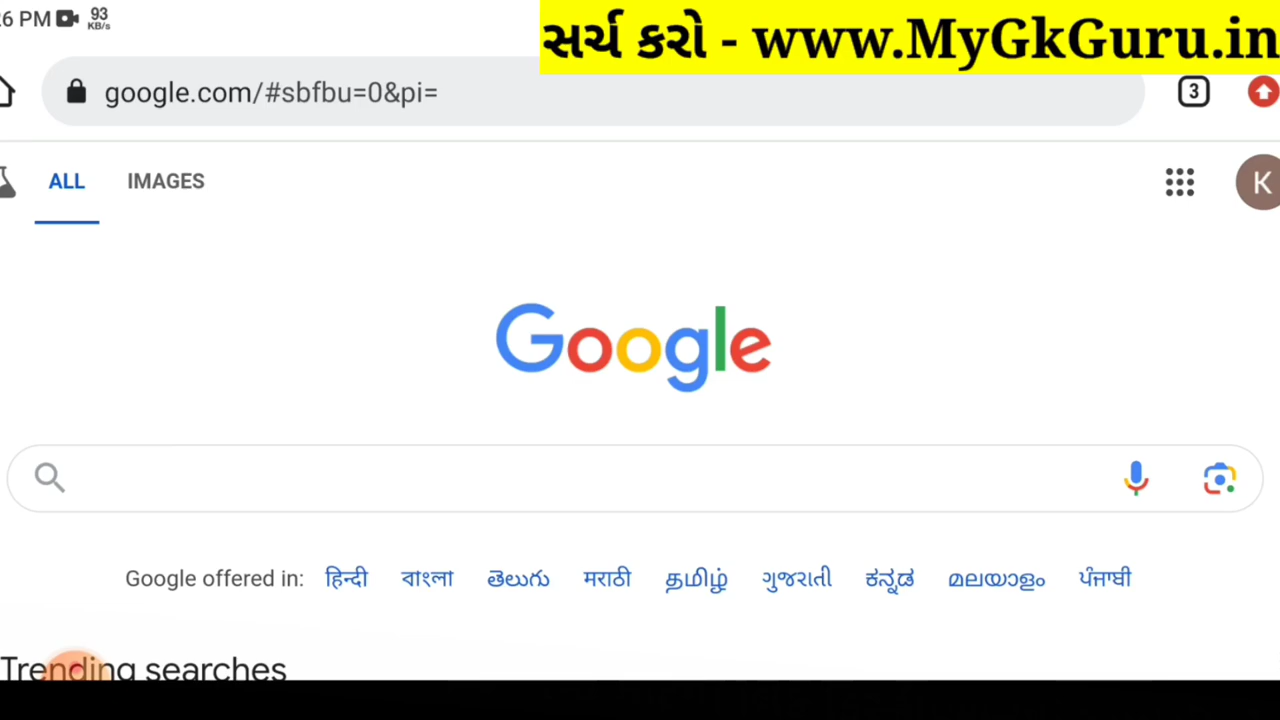 26 PM 93 KB/s
સર્ચ કરો - www.MyGkGuru.in
google.com/#sbfbu=0&pi=
3
ALL IMAGES
K
Google
Google offered in: हिन्दी বাংলা తెలుగు मराठी தமிழ் ગુજરાતી ಕನ್ನಡ മലയാളം ਪੰਜਾਬੀ
Trending searches